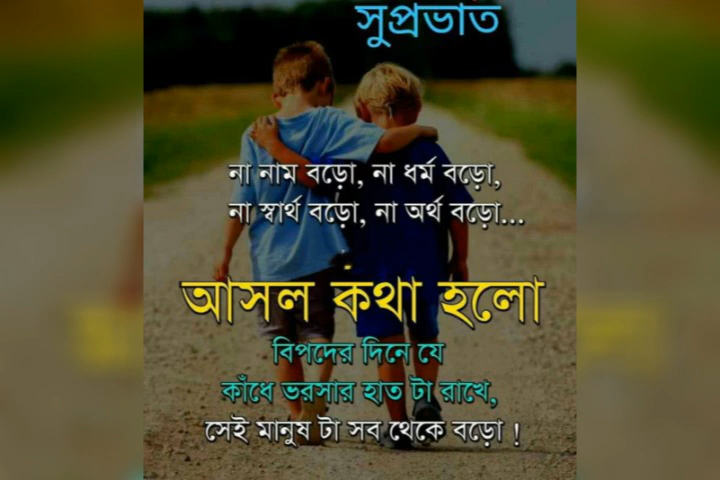 সুপ্রভাত
না নাম বড়ো, না ধর্ম বড়ো,
না স্বার্থ বড়ো, না অর্থ বড়ো...
আসল কথা হলো
বিপদের দিনে যে
কাঁধে ভরসার হাত টা রাখে,
সেই মানুষ টা সব থেকে বড়ো !